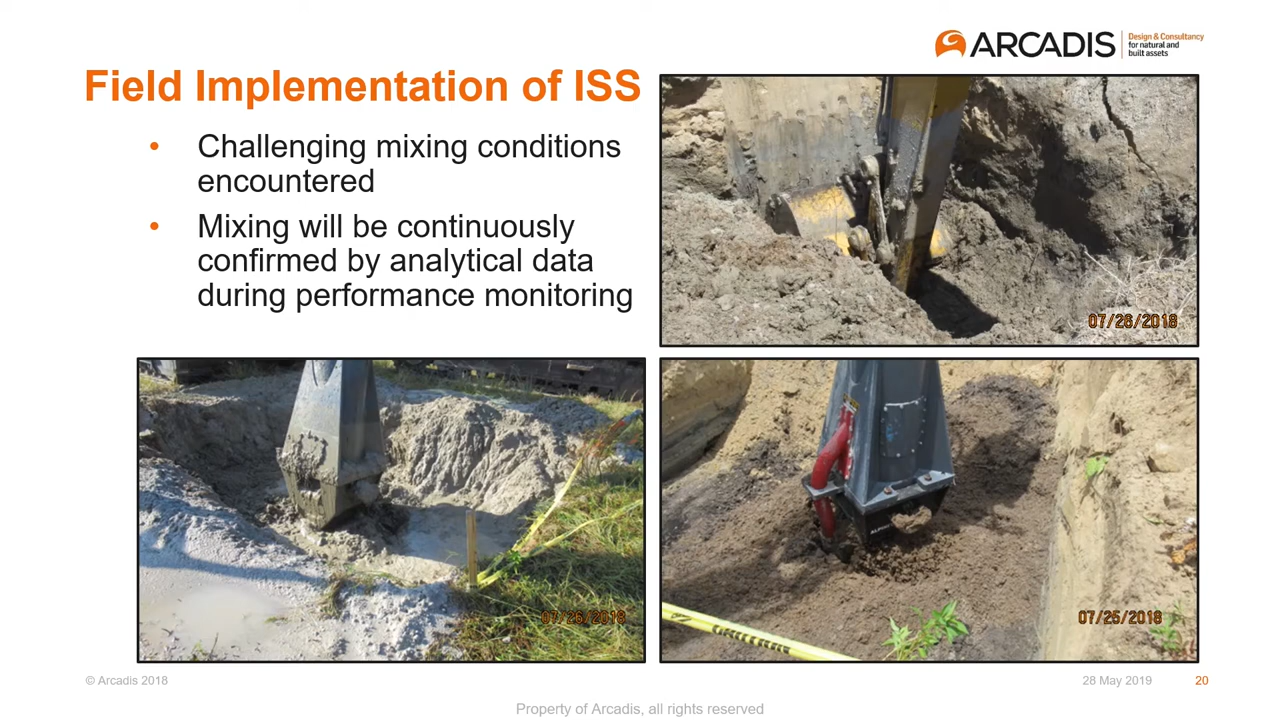 ARCADIS
Design & Consultancy
for natural and
built assets
Field Implementation of ISS
• Challenging mixing conditions
encountered
• Mixing will be continuously
confirmed by analytical data
during performance monitoring
07/26/2018
07/26/2018
07/25/2018
© Arcadis 2018
28 May 2019
20
Property of Arcadis, all rights reserved